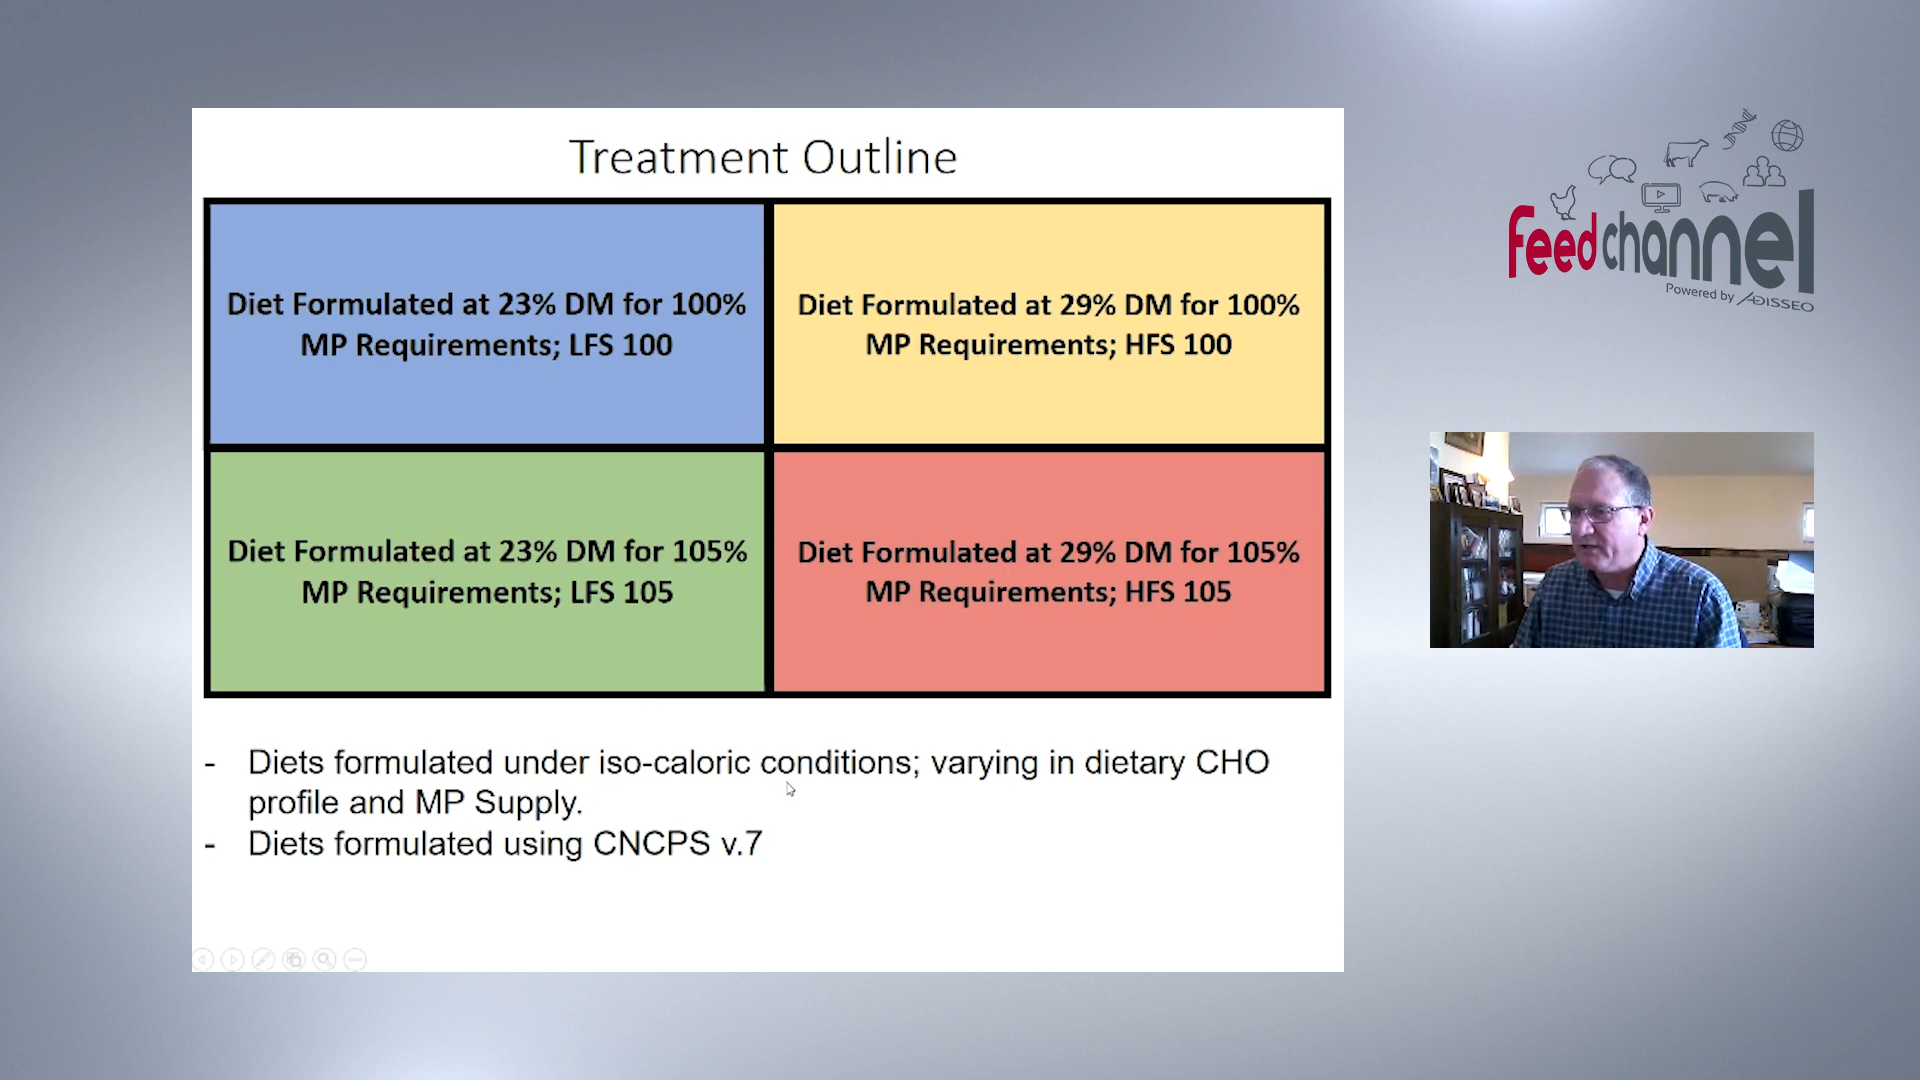 Treatment Outline
Diet Formulated at 23% DM for 100%
MP Requirements; LFS 100
Diet Formulated at 29% DM for 100%
MP Requirements; HFS 100
Diet Formulated at 23% DM for 105%
MP Requirements; LFS 105
Diet Formulated at 29% DM for 105%
MP Requirements; HFS 105
- Diets formulated under iso-caloric conditions; varying in dietary CHO
profile and MP Supply.
- Diets formulated using CNCPS v.7
feedchannel
Powered by ADISSEO